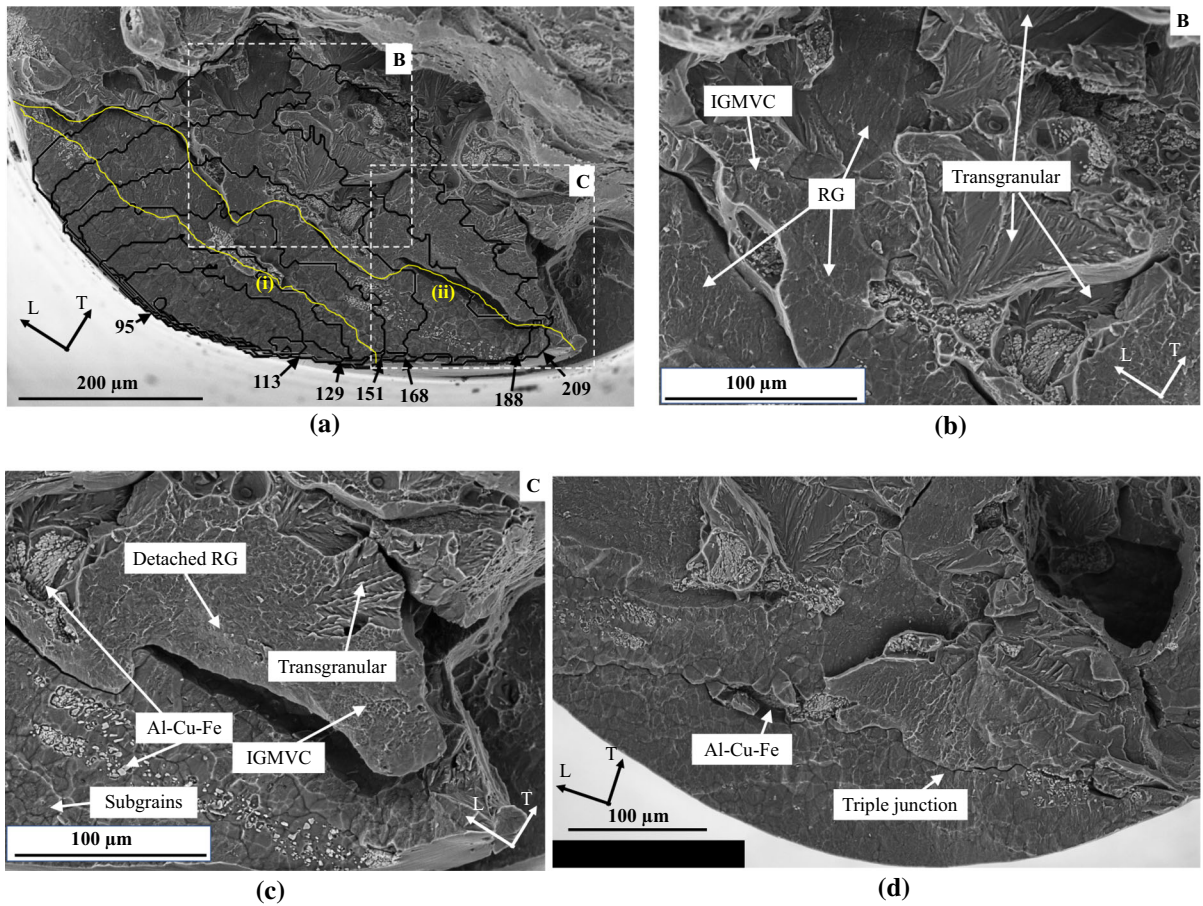 B
C
(i)
(ii)
L
T
95
200 µm
113
129
151
168
188
209
(a)
B
IGMVC
RG
Transgranular
100 µm
L
T
(b)
C
Detached RG
Transgranular
Al-Cu-Fe
IGMVC
Subgrains
100 µm
L
T
(c)
Al-Cu-Fe
Triple junction
L
T
100 µm
(d)